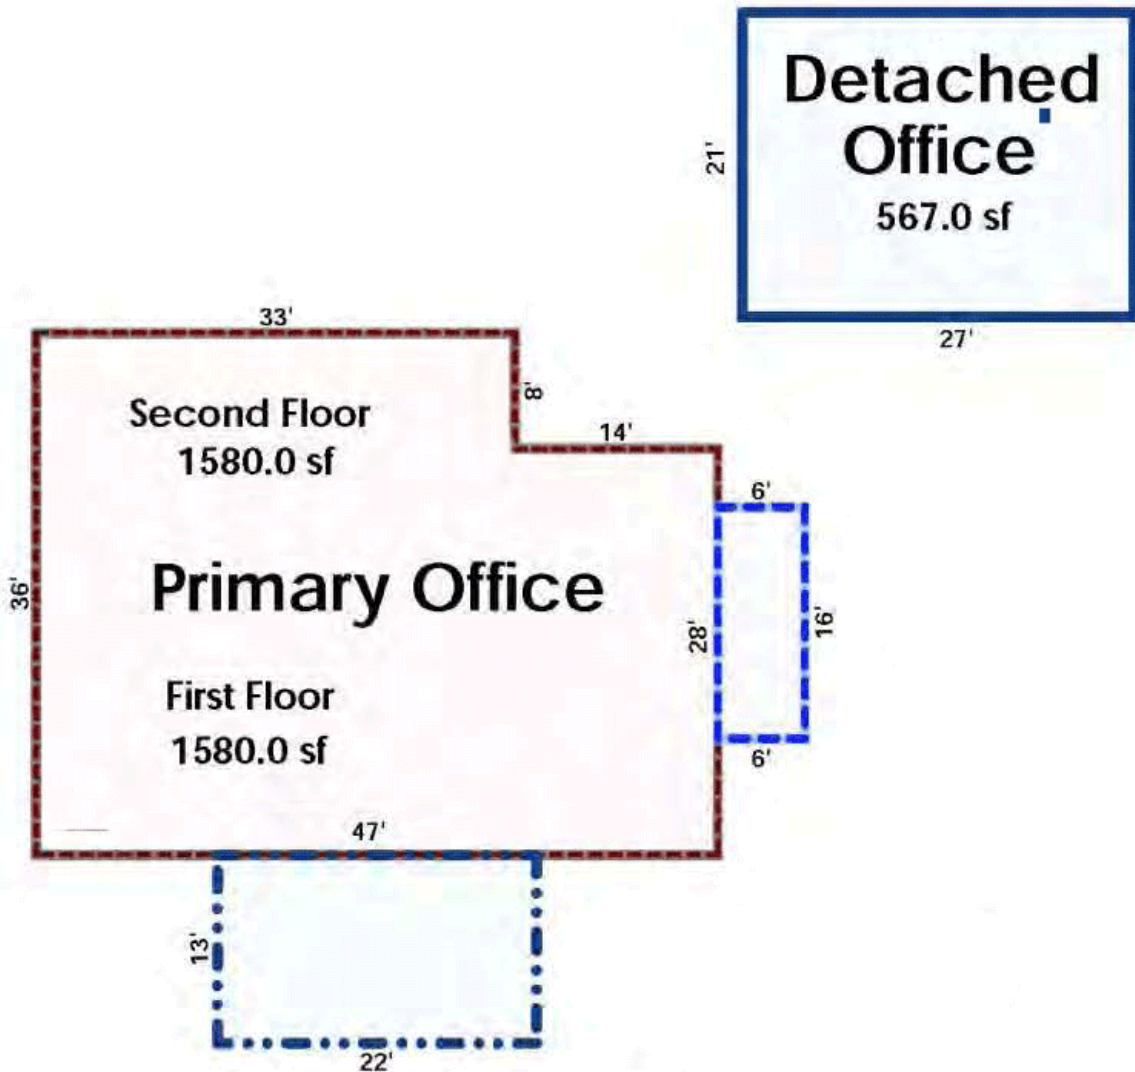 Detached
Office
567.0 sf
21'
27'
33'
8'
14'
Second Floor
1580.0 sf
6'
Primary Office
36'
28'
16'
First Floor
1580.0 sf
6'
47'
13'
22'